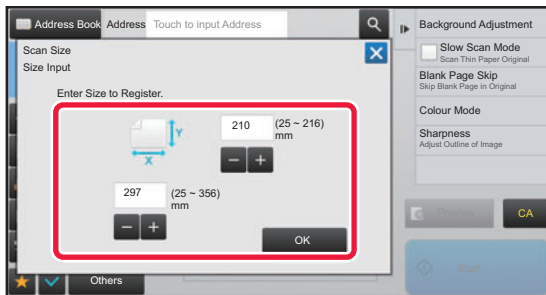 Address Book
Address
Touch to input Address
Scan Size
Size Input
Enter Size to Register.
Y
X
210
(25 ~ 216)
mm
297
(25 ~ 356)
mm
OK
Others
Background Adjustment
Slow Scan Mode
Scan Thin Paper Original
Blank Page Skip
Skip Blank Page in Original
Colour Mode
Sharpness
Adjust Outline of Image
Preview
CA
Start